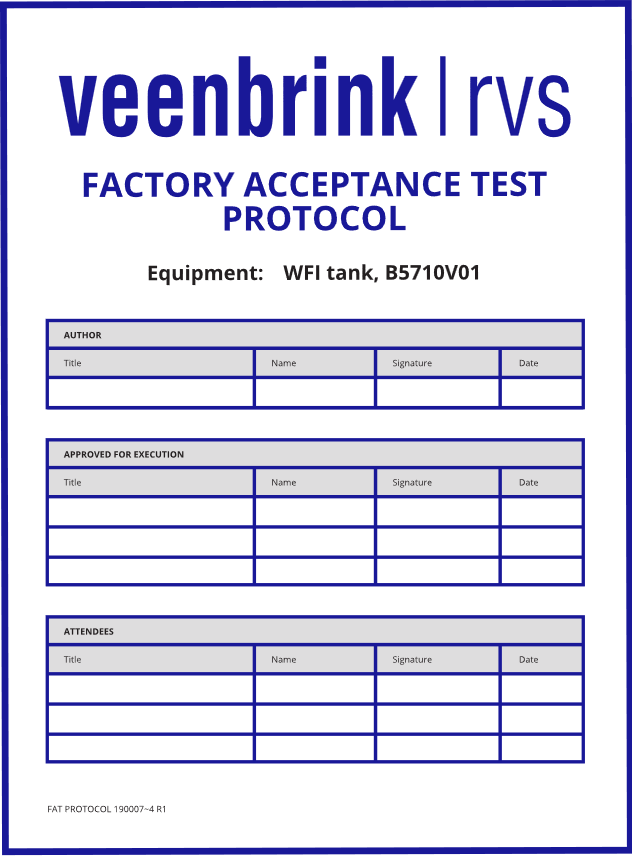 veenbrink | rvs
FACTORY ACCEPTANCE TEST
PROTOCOL
Equipment: WFI tank, B5710V01
AUTHOR
Title Name Signature Date
APPROVED FOR EXECUTION
Title Name Signature Date
ATTENDEES
Title Name Signature Date
FAT PROTOCOL 190007~4 R1